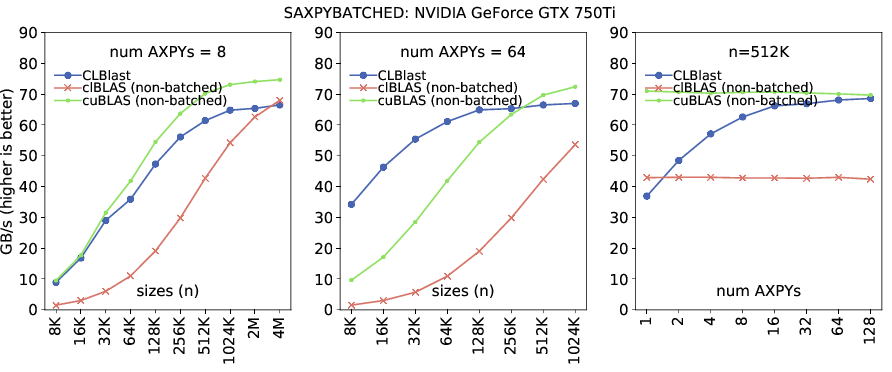 SAXPYBATCHED: NVIDIA GeForce GTX 750Ti
GB/s (higher is better)
90
80
70
60
50
40
30
20
10
0
num AXPYs = 8
CLBlast
clBLAS (non-batched)
cuBLAS (non-batched)
sizes (n)
8K 16K 32K 64K 128K 256K 512K 1024K 2M 4M
90
80
70
60
50
40
30
20
10
0
num AXPYs = 64
CLBlast
clBLAS (non-batched)
cuBLAS (non-batched)
sizes (n)
8K 16K 32K 64K 128K 256K 512K 1024K
90
80
70
60
50
40
30
20
10
0
n=512K
CLBlast
clBLAS (non-batched)
cuBLAS (non-batched)
num AXPYs
1 2 4 8 16 32 64 128